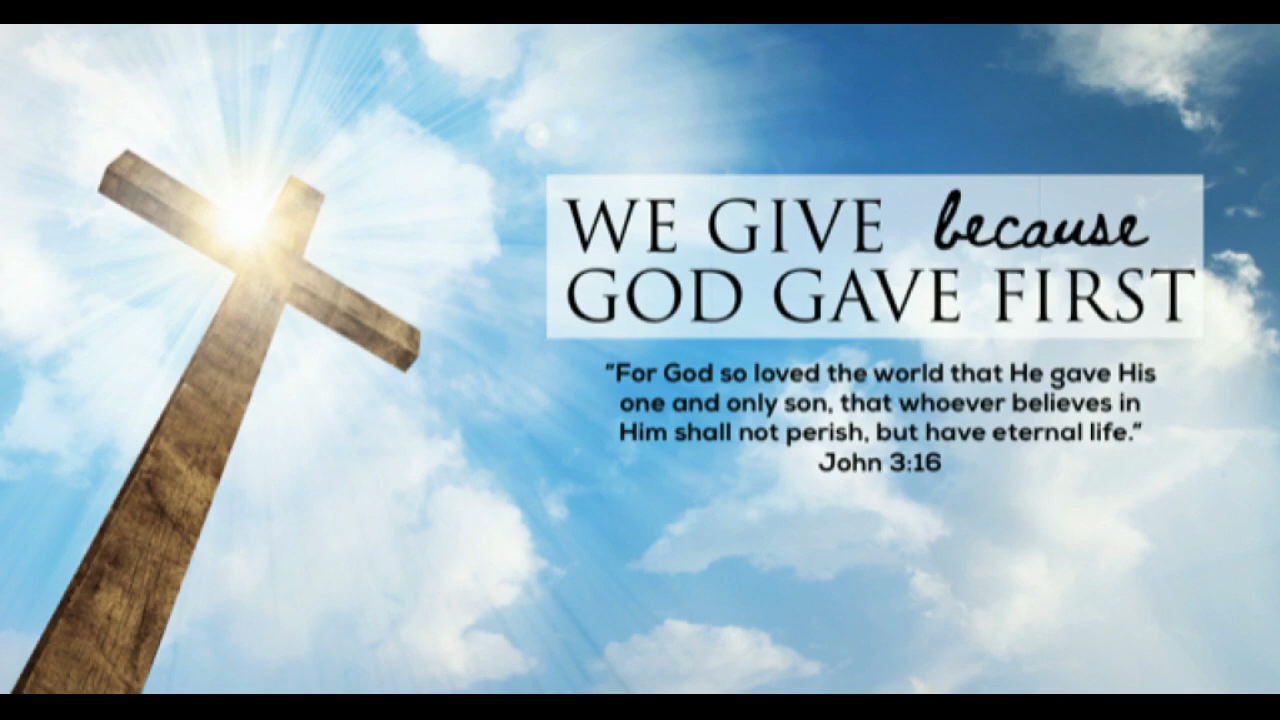 WE GIVE because
GOD GAVE FIRST
“For God so loved the world that He gave His
one and only son, that whoever believes in
Him shall not perish, but have eternal life.”
John 3:16